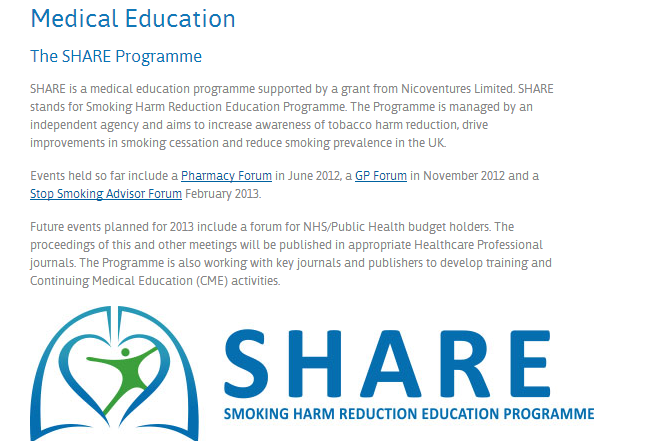 Medical Education
The SHARE Programme
SHARE is a medical education programme supported by a grant from Nicoventures Limited. SHARE
stands for Smoking Harm Reduction Education Programme. The Programme is managed by an
independent agency and aims to increase awareness of tobacco harm reduction, drive
improvements in smoking cessation and reduce smoking prevalence in the UK.
Events held so far include a Pharmacy Forum in June 2012, a GP Forum in November 2012 and a
Stop Smoking Advisor Forum February 2013.
Future events planned for 2013 include a forum for NHS/Public Health budget holders. The
proceedings of this and other meetings will be published in appropriate Healthcare Professional
journals. The Programme is also working with key journals and publishers to develop training and
Continuing Medical Education (CME) activities.
SHARE
SMOKING HARM REDUCTION EDUCATION PROGRAMME